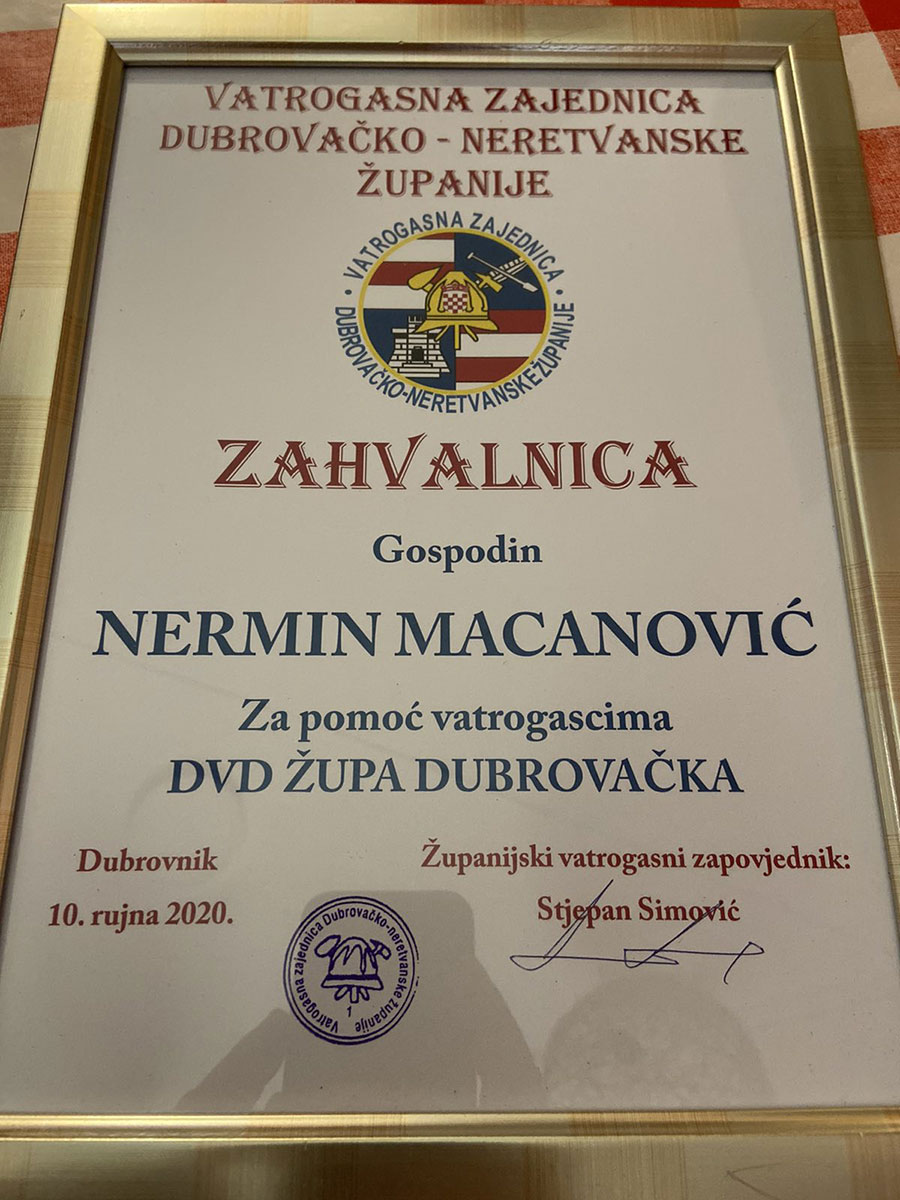 VATROGASNA ZAJEDNICA
DUBROVAČKO - NERETVANSKE
ŽUPANIJE
VATROGASNA ZAJEDNICA
DUBROVAČKO-NERETVANSKE ŽUPANIJE
ZAHVALNICA
Gospodin
NERMIN MACANOVIĆ
Za pomoć vatrogascima
DVD ŽUPA DUBROVAČKA
Dubrovnik
10. rujna 2020.
Županijski vatrogasni zapovjednik:
Stjepan Simović
Vatrogasna zajednica Dubrovačko-neretvanske županije
1